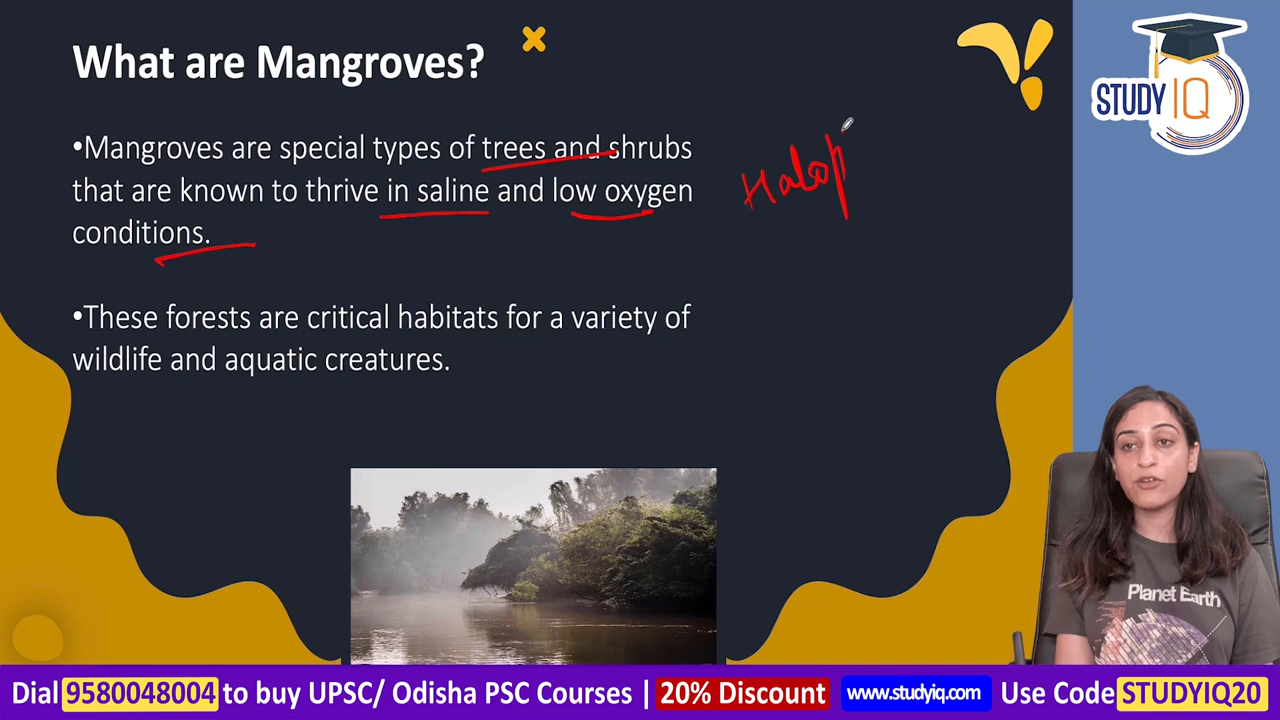 What are Mangroves?
•Mangroves are special types of trees and shrubs
that are known to thrive in saline and low oxygen
conditions.
•These forests are critical habitats for a variety of
wildlife and aquatic creatures.
Halop
STUDY IQ
Planet Earth
Dial 9580048004 to buy UPSC/ Odisha PSC Courses | 20% Discount www.studyiq.com Use Code STUDYIQ20